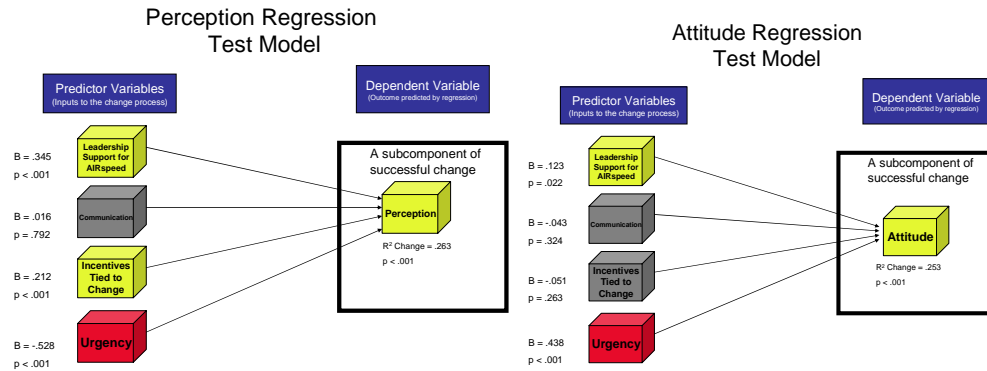 Perception Regression
Test Model
Predictor Variables
(Inputs to the change process)
Dependent Variable
(Outcome predicted by regression)
B = .345
p < .001
Leadership
Support for
AIRspeed
B = .016
p = .792
Communication
B = .212
p < .001
Incentives
Tied to
Change
B = -.528
p < .001
Urgency
A subcomponent of
successful change
Perception
R² Change = .263
p < .001
Attitude Regression
Test Model
Predictor Variables
(Inputs to the change process)
Dependent Variable
(Outcome predicted by regression)
B = .123
p = .022
Leadership
Support for
AIRspeed
B = -.043
p = .324
Communication
B = -.051
p = .263
Incentives
Tied to
Change
B = .438
p < .001
Urgency
A subcomponent of
successful change
Attitude
R² Change = .253
p < .001